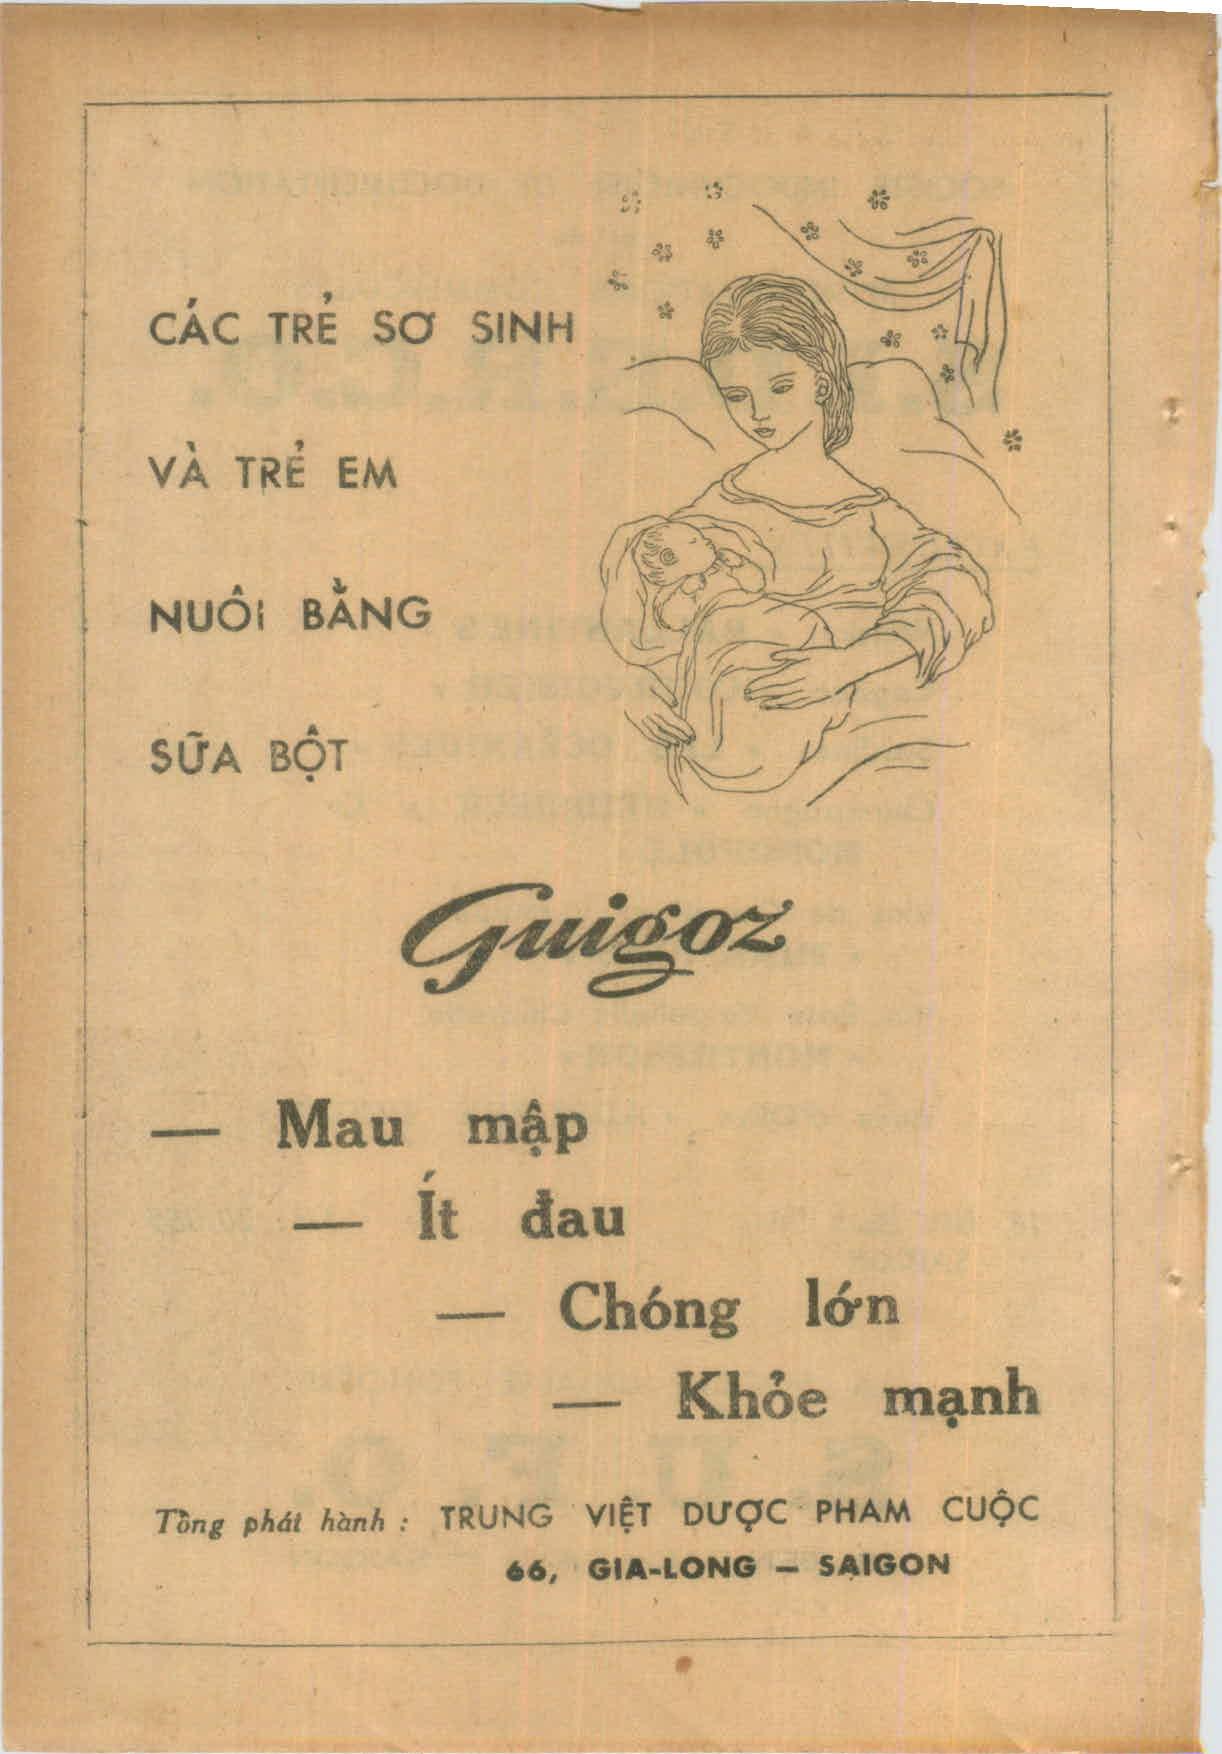 CÁC TRẺ SƠ SINH
VÀ TRẺ EM
NUÔI BẰNG
SỮA BỘT
Guigoz
— Mau mập
— Ít đau
— Chóng lớn
— Khỏe mạnh
Tổng phát hành : TRUNG VIỆT DƯỢC PHAM CUỘC
66, GIA-LONG — SAIGON